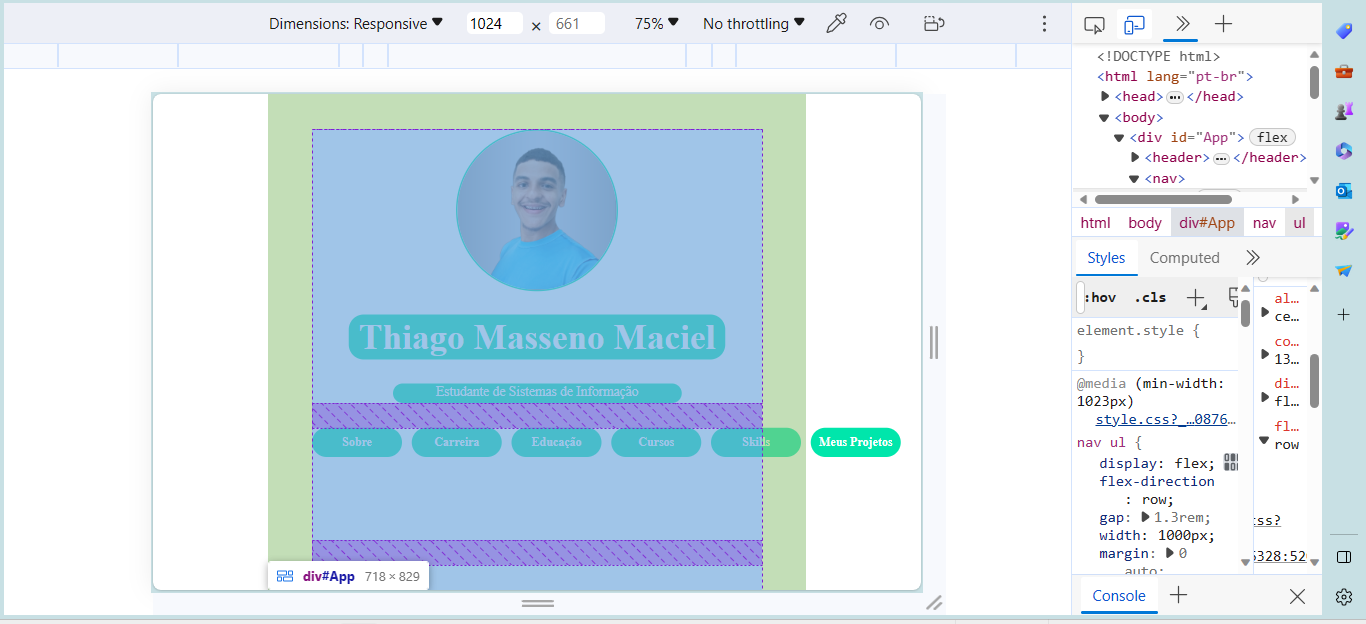 Dimensions: Responsive 1024 × 661 75% No throttling
<!DOCTYPE html>
<html lang="pt-br">
<head> ••• </head>
<body>
<div id="App"> flex
<header> ••• </header>
<nav>
html body div#App nav ul
Styles Computed
:hov .cls
element.style {
}
@media (min-width:
1023px)
style.css?_…0876…
nav ul {
display: flex;
flex-direction
: row;
gap: 1.3rem;
width: 1000px;
margin: 0
auto;
al…
ce…
co…
13…
di…
fl…
fl…
row
css?
5328:526
Console
Thiago Masseno Maciel
Estudante de Sistemas de Informação
Sobre Carreira Educação Cursos Skills Meus Projetos
div#App 718 × 829